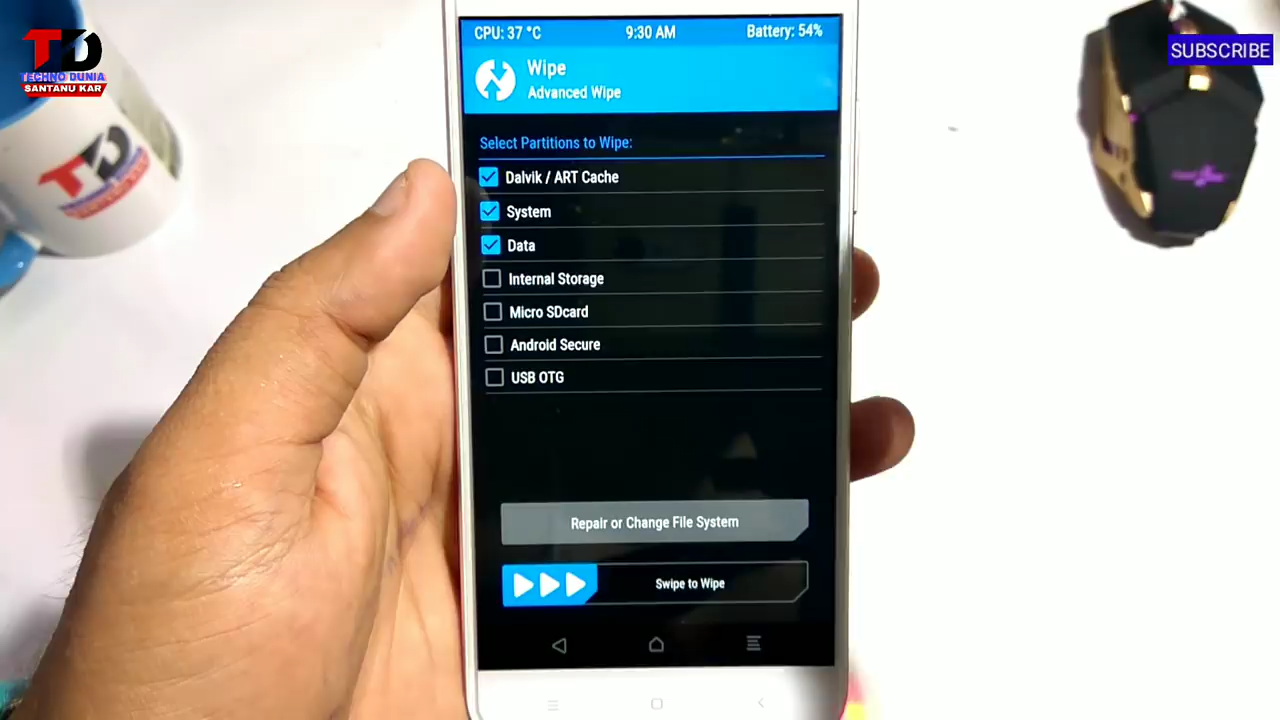 TD
TECHNO DUNIA
SANTANU KAR
SUBSCRIBE
CPU: 37 °C
9:30 AM
Battery: 54%
Wipe
Advanced Wipe
Select Partitions to Wipe:
Dalvik / ART Cache
System
Data
Internal Storage
Micro SDcard
Android Secure
USB OTG
Repair or Change File System
Swipe to Wipe
TD